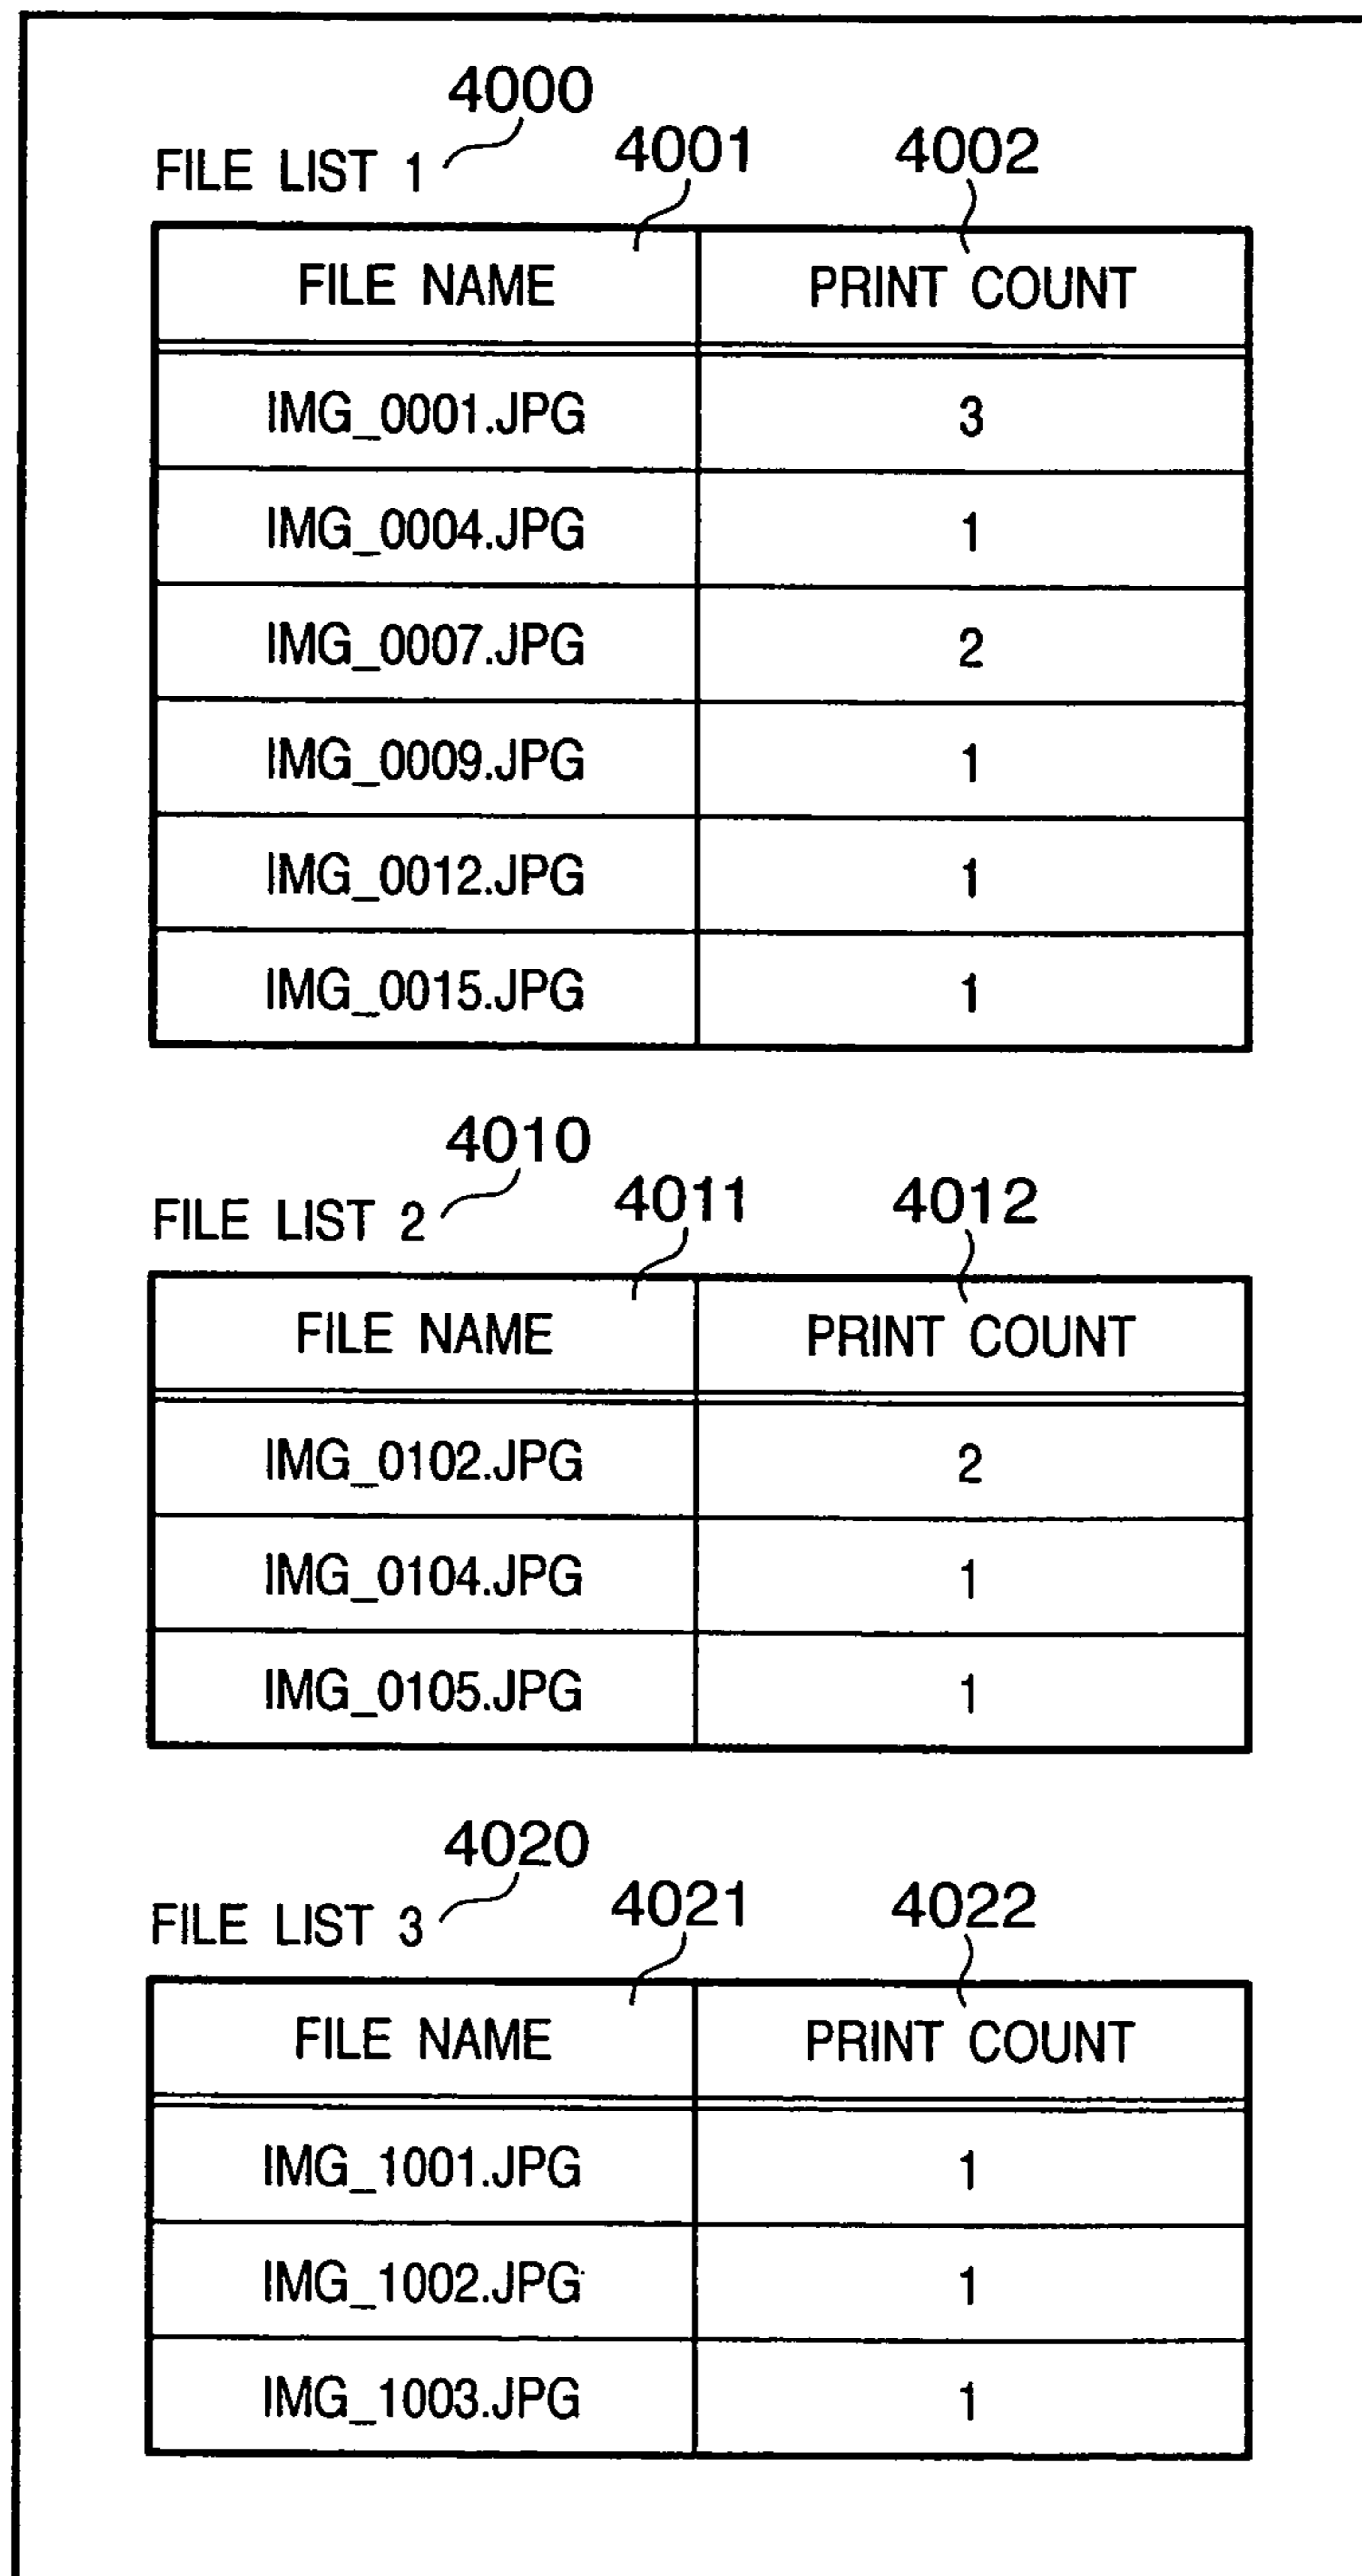 4000
FILE LIST 1
4001 4002
FILE NAME PRINT COUNT
IMG_0001.JPG 3
IMG_0004.JPG 1
IMG_0007.JPG 2
IMG_0009.JPG 1
IMG_0012.JPG 1
IMG_0015.JPG 1
4010
FILE LIST 2
4011 4012
FILE NAME PRINT COUNT
IMG_0102.JPG 2
IMG_0104.JPG 1
IMG_0105.JPG 1
4020
FILE LIST 3
4021 4022
FILE NAME PRINT COUNT
IMG_1001.JPG 1
IMG_1002.JPG 1
IMG_1003.JPG 1